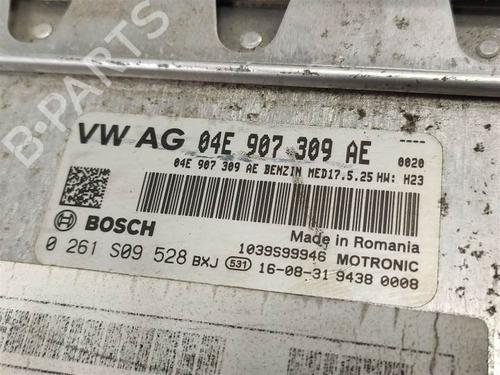 B-PARTS
VW AG 04E 907 309 AE ----
0020
04E 907 309 AE BENZIN MED17.5.25 HW: H23
BOSCH
Made in Romania
1039S99946 MOTRONIC
0 261 S09 528 BXJ 531 16-08-31 9438 0008